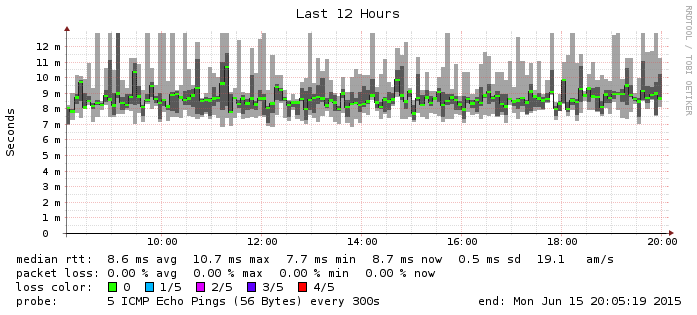 Last 12 Hours
RRDTOOL / TOBI OETIKER
Seconds
12 m
11 m
10 m
9 m
8 m
7 m
6 m
5 m
4 m
3 m
2 m
1 m
0
10:00 12:00 14:00 16:00 18:00 20:00
median rtt: 8.6 ms avg 10.7 ms max 7.7 ms min 8.7 ms now 0.5 ms sd 19.1 am/s
packet loss: 0.00 % avg 0.00 % max 0.00 % min 0.00 % now
loss color: 0 1/5 2/5 3/5 4/5
probe: 5 ICMP Echo Pings (56 Bytes) every 300s end: Mon Jun 15 20:05:19 2015